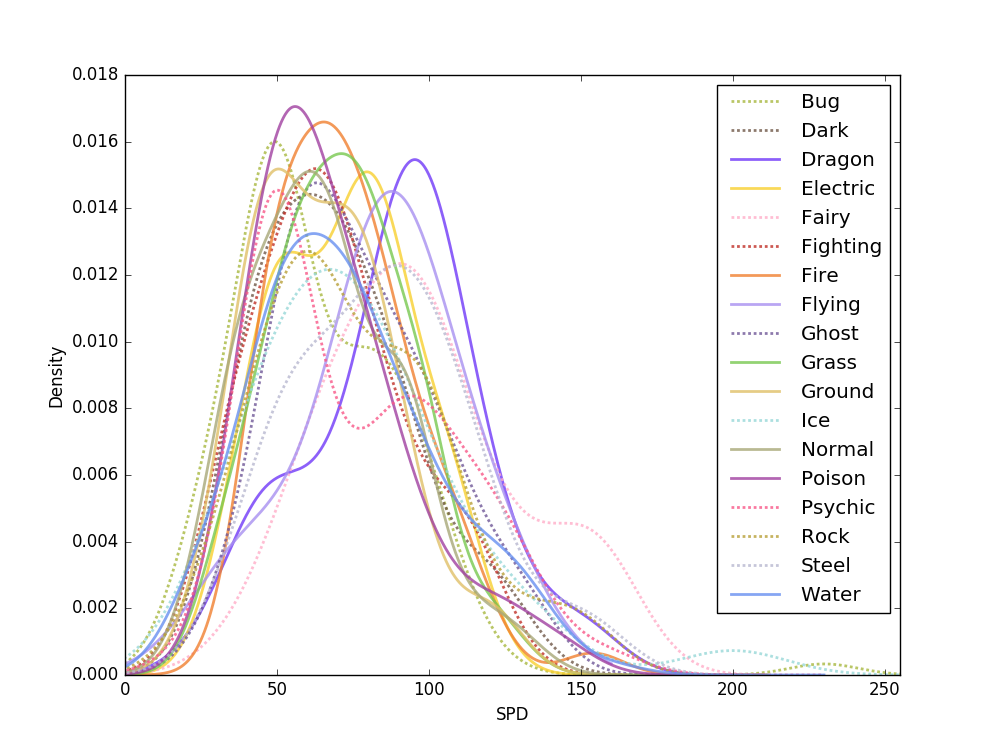 0.018
0.016
0.014
0.012
0.010
0.008
0.006
0.004
0.002
0.000
Density
0 50 100 150 200 250
SPD
Bug
Dark
Dragon
Electric
Fairy
Fighting
Fire
Flying
Ghost
Grass
Ground
Ice
Normal
Poison
Psychic
Rock
Steel
Water